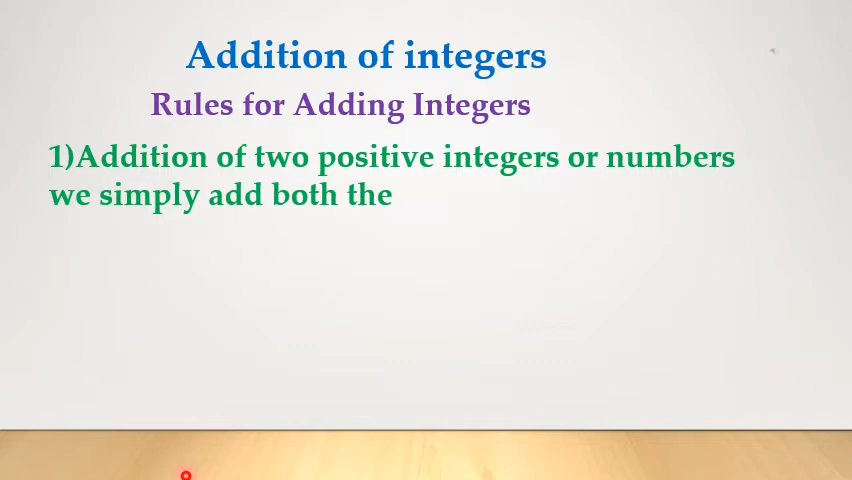 Addition of integers
Rules for Adding Integers
1)Addition of two positive integers or numbers
we simply add both the